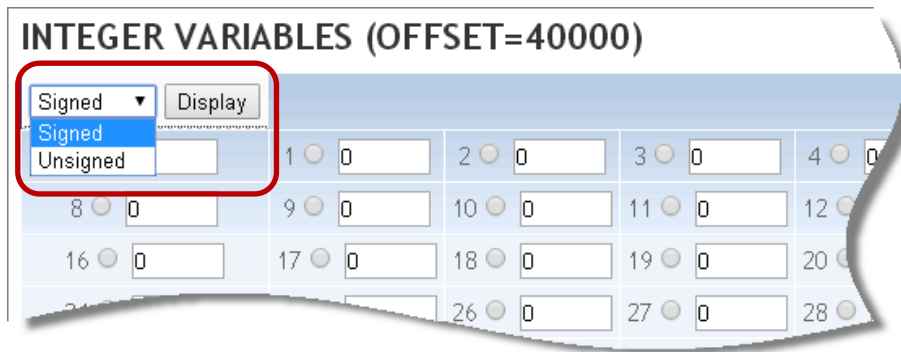 INTEGER VARIABLES (OFFSET=40000)
Signed Display
Signed
Unsigned
1 0 2 0 3 0 4 0
8 0 9 0 10 0 11 0 12
16 0 17 0 18 0 19 0 20
26 0 27 0 28